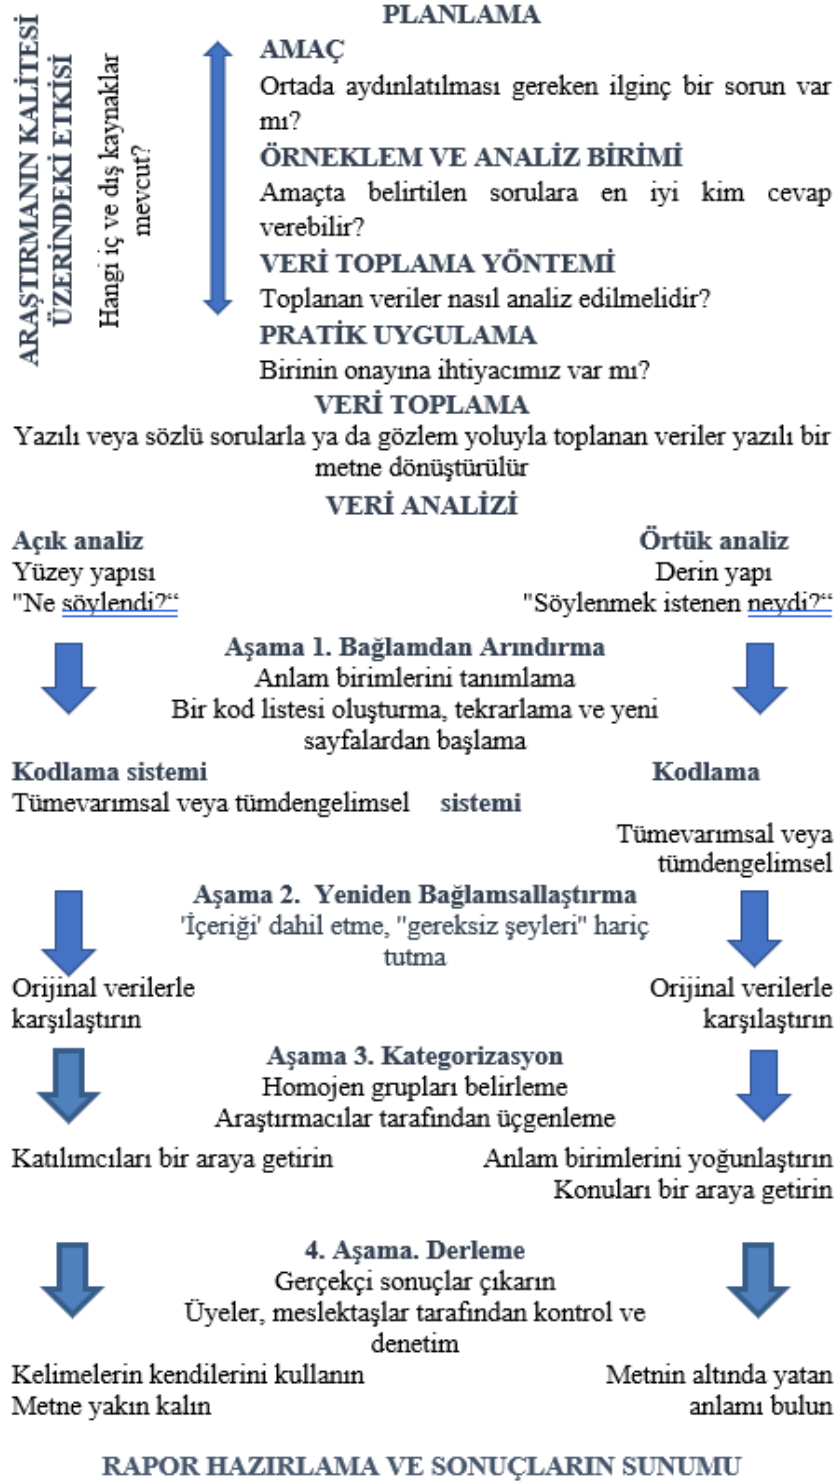 PLANLAMA
ARAŞTIRMANIN KALİTESİ
ÜZERİNDEKİ ETKİSİ
Hangi iç ve dış kaynaklar
mevcut?
AMAÇ
Ortada aydınlatılması gereken ilginç bir sorun var
mı?
ÖRNEKLEM VE ANALİZ BİRİMİ
Amaçta belirtilen sorulara en iyi kim cevap
verebilir?
VERİ TOPLAMA YÖNTEMİ
Toplanan veriler nasıl analiz edilmelidir?
PRATİK UYGULAMA
Birinin onayına ihtiyacımız var mı?
VERİ TOPLAMA
Yazılı veya sözlü sorularla ya da gözlem yoluyla toplanan veriler yazılı bir
metne dönüştürülür
VERİ ANALİZİ
Açık analiz
Yüzey yapısı
"Ne söylendi?“
Örtük analiz
Derin yapı
"Söylenmek istenen neydi?“
Aşama 1. Bağlamdan Arındırma
Anlam birimlerini tanımlama
Bir kod listesi oluşturma, tekrarlama ve yeni
sayfalardan başlama
Kodlama sistemi
Tümevarımsal veya tümdengelimsel
Kodlama
sistemi
Tümevarımsal veya
tümdengelimsel
Aşama 2. Yeniden Bağlamsallaştırma
'İçeriği' dahil etme, "gereksiz şeyleri" hariç
tutma
Orijinal verilerle
karşılaştırın
Orijinal verilerle
karşılaştırın
Aşama 3. Kategorizasyon
Homojen grupları belirleme
Araştırmacılar tarafından üçgenleme
Katılımcıları bir araya getirin
Anlam birimlerini yoğunlaştırın
Konuları bir araya getirin
4. Aşama. Derleme
Gerçekçi sonuçlar çıkarın
Üyeler, meslektaşlar tarafından kontrol ve
denetim
Kelimelerin kendilerini kullanın
Metne yakın kalın
Metnin altında yatan
anlamı bulun
RAPOR HAZIRLAMA VE SONUÇLARIN SUNUMU